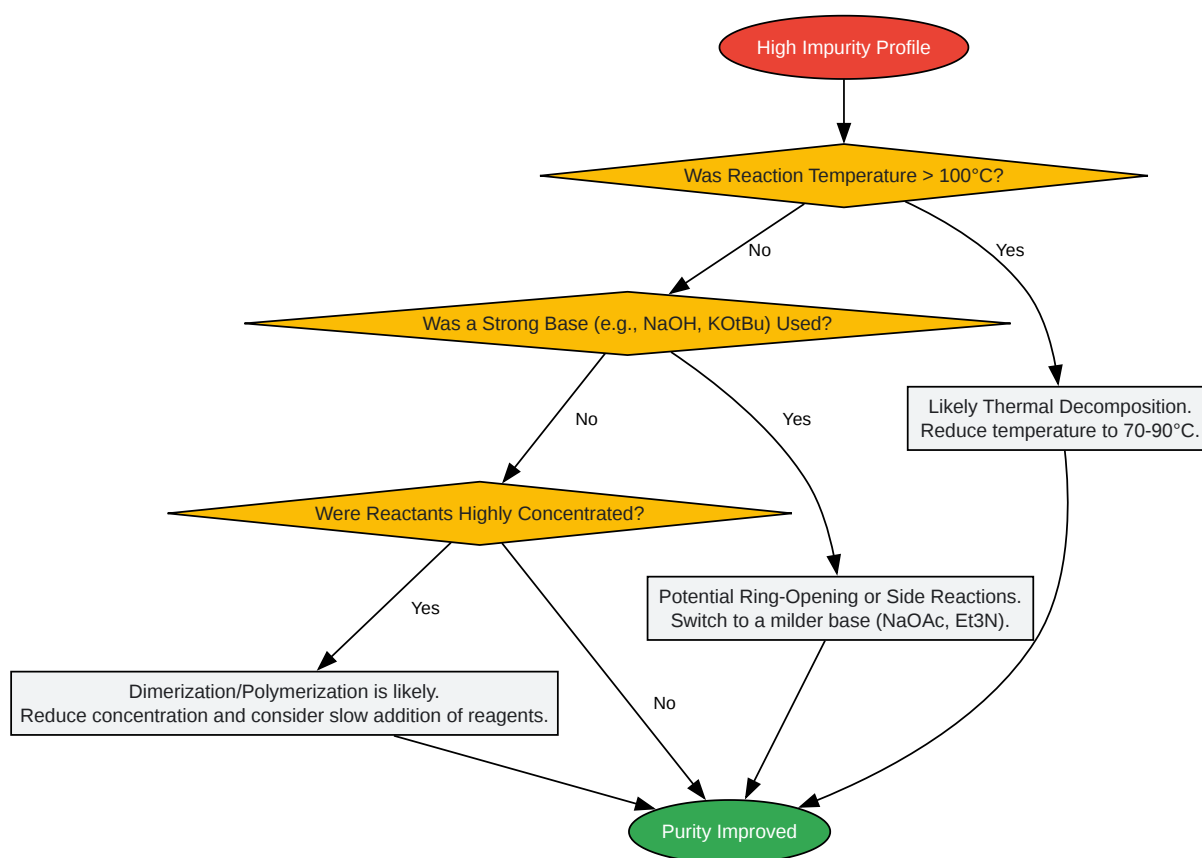 High Impurity Profile
Was Reaction Temperature > 100°C?
No
Yes
Was a Strong Base (e.g., NaOH, KOtBu) Used?
Likely Thermal Decomposition.
Reduce temperature to 70-90°C.
No
Yes
Were Reactants Highly Concentrated?
Potential Ring-Opening or Side Reactions.
Switch to a milder base (NaOAc, Et3N).
Yes
Dimerization/Polymerization is likely.
Reduce concentration and consider slow addition of reagents.
No
Purity Improved